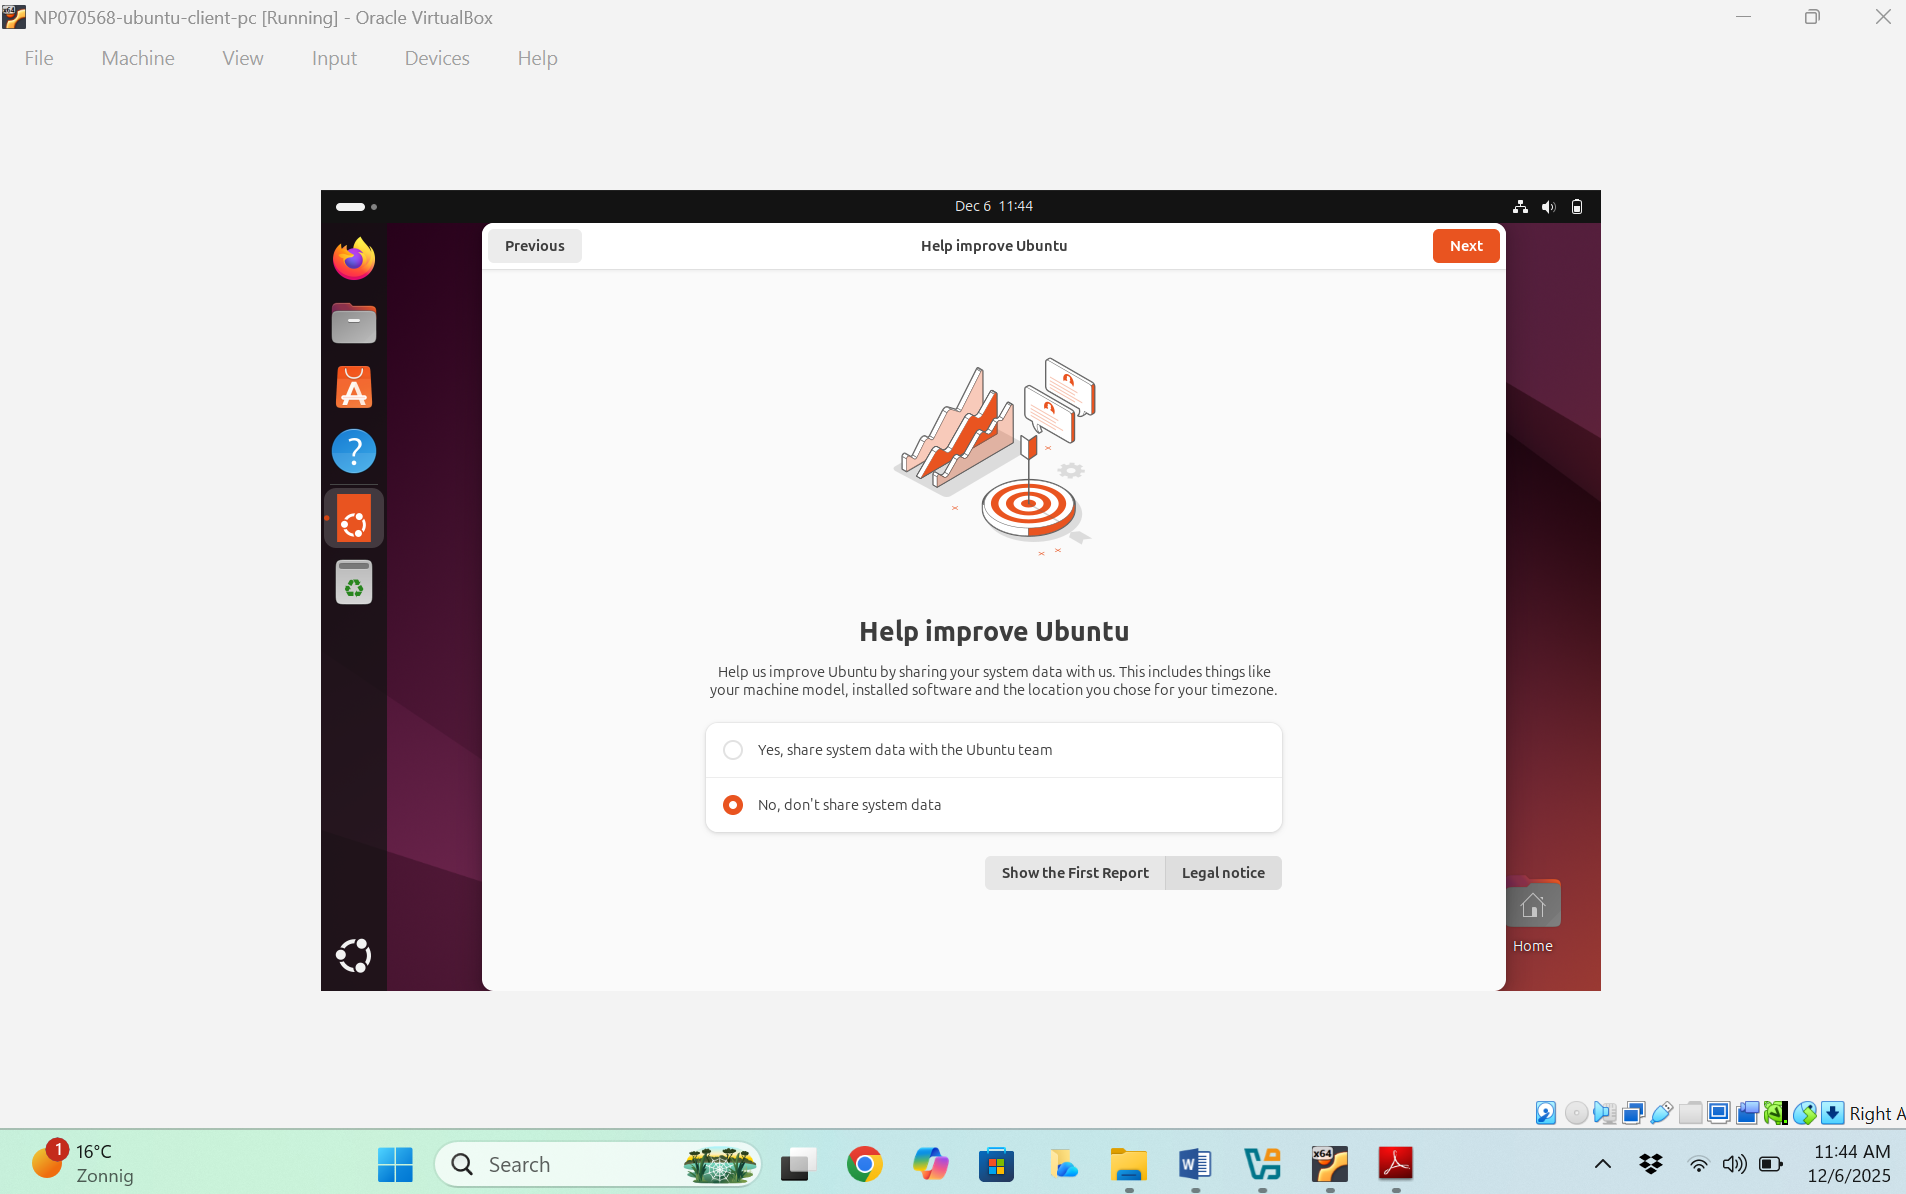 NP070568-ubuntu-client-pc [Running] - Oracle VirtualBox
File Machine View Input Devices Help
Dec 6 11:44
Previous
Help improve Ubuntu
Next
Help improve Ubuntu
Help us improve Ubuntu by sharing your system data with us. This includes things like
your machine model, installed software and the location you chose for your timezone.
Yes, share system data with the Ubuntu team
No, don't share system data
Show the First Report
Legal notice
Home
Right A
1
16°C
Zonnig
Search
x64
11:44 AM
12/6/2025